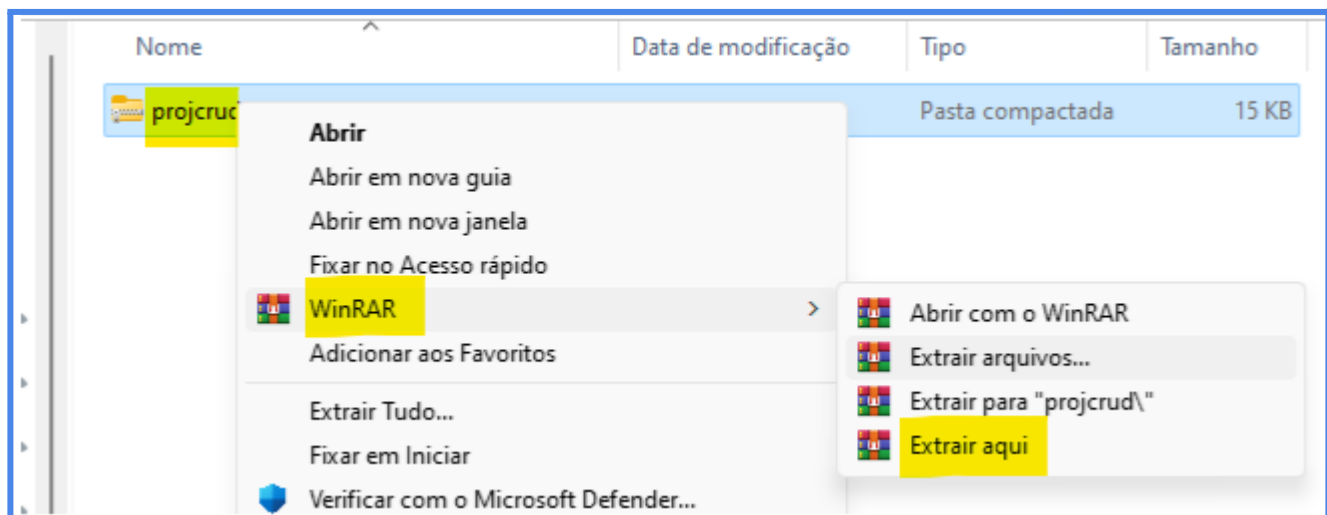 Nome Data de modificação Tipo Tamanho
projcrud Pasta compactada 15 KB
Abrir
Abrir em nova guia
Abrir em nova janela
Fixar no Acesso rápido
WinRAR
Adicionar aos Favoritos
Extrair Tudo...
Fixar em Iniciar
Verificar com o Microsoft Defender...
Abrir com o WinRAR
Extrair arquivos...
Extrair para "projcrud\"
Extrair aqui